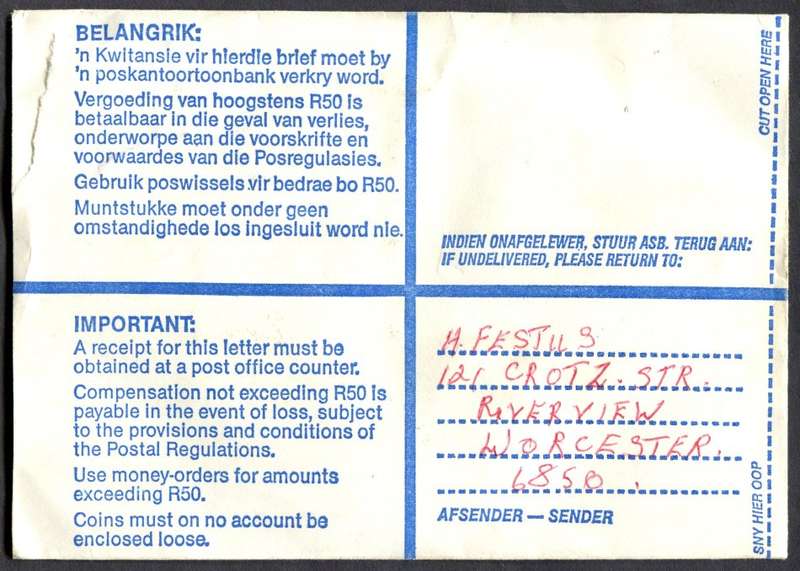 BELANGRIK:
'n Kwitansie vir hierdie brief moet by
'n poskantoortoonbank verkry word.
Vergoeding van hoogstens R50 is
betaalbaar in die geval van verlies,
onderworpe aan die voorskrifte en
voorwaardes van die Posregulasies.
Gebruik poswissels vir bedrae bo R50.
Muntstukke moet onder geen
omstandighede los ingesluit word nie.
CUT OPEN HERE
INDIEN ONAFGELEWER, STUUR ASB. TERUG AAN:
IF UNDELIVERED, PLEASE RETURN TO:
IMPORTANT:
A receipt for this letter must be
obtained at a post office counter.
Compensation not exceeding R50 is
payable in the event of loss, subject
to the provisions and conditions of
the Postal Regulations.
Use money-orders for amounts
exceeding R50.
Coins must on no account be
enclosed loose.
H. FESTUS
121 CROTZ. STR.
RIVERVIEW
WORCESTER.
6850.
AFSENDER — SENDER
SNY HIER OOP